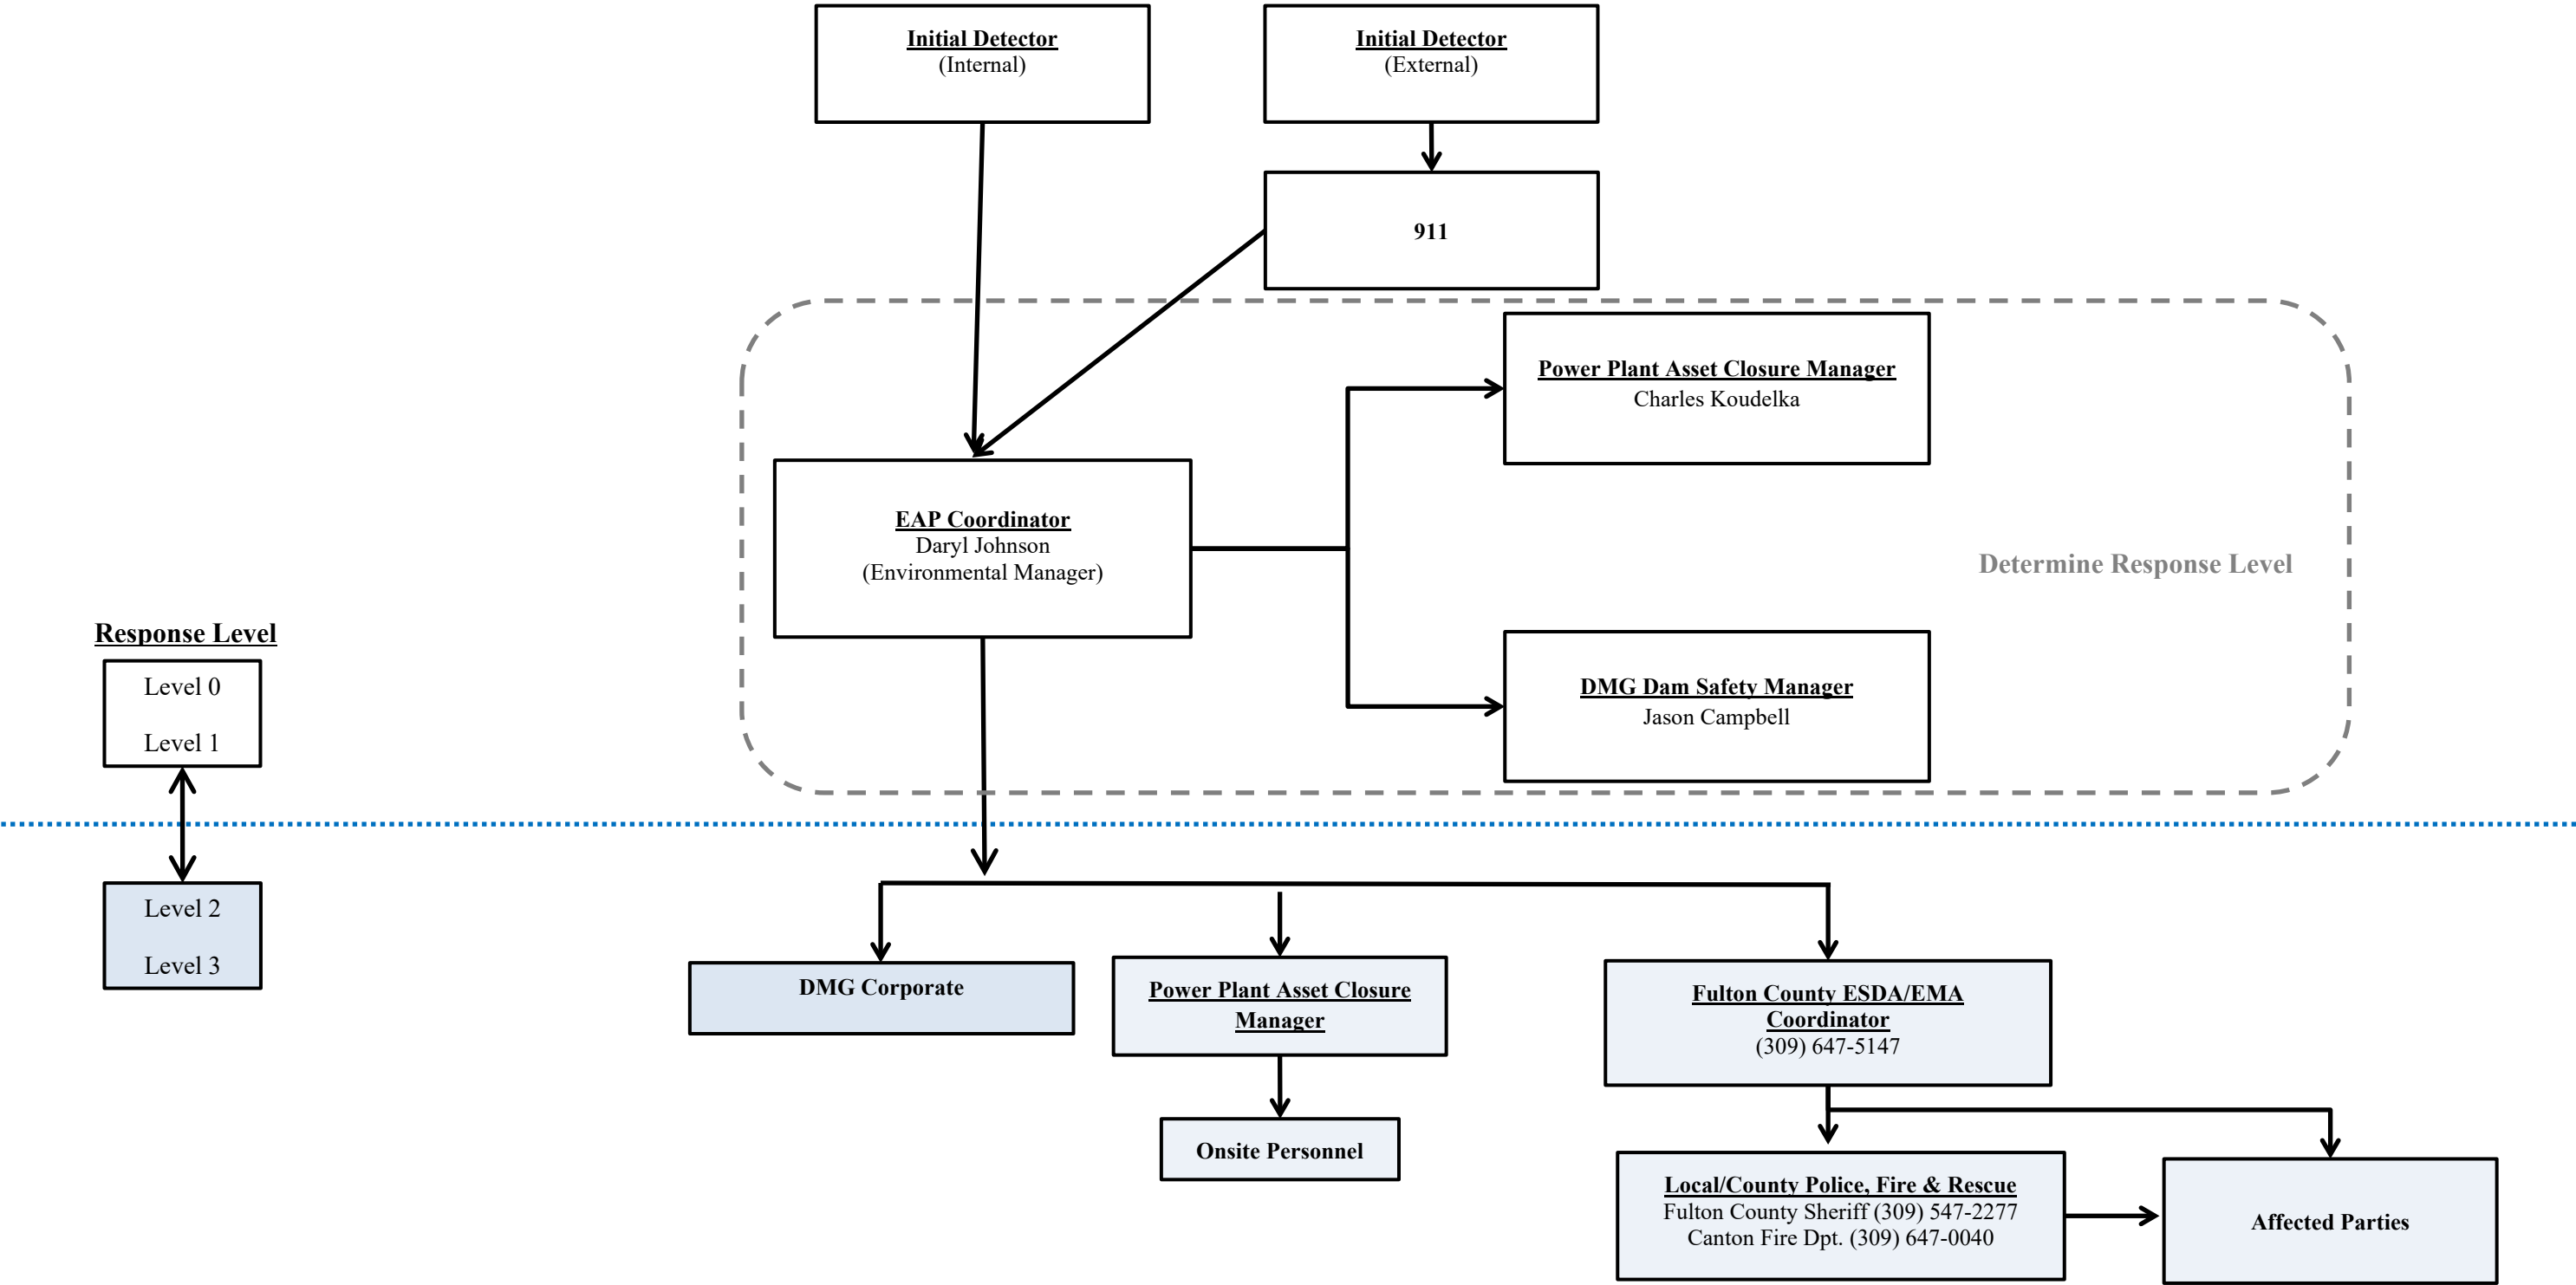 Initial Detector
(Internal)
Initial Detector
(External)
911
Power Plant Asset Closure Manager
Charles Koudelka
EAP Coordinator
Daryl Johnson
(Environmental Manager)
Determine Response Level
DMG Dam Safety Manager
Jason Campbell
Response Level
Level 0
Level 1
Level 2
Level 3
DMG Corporate
Power Plant Asset Closure
Manager
Fulton County ESDA/EMA
Coordinator
(309) 647-5147
Onsite Personnel
Local/County Police, Fire & Rescue
Fulton County Sheriff (309) 547-2277
Canton Fire Dpt. (309) 647-0040
Affected Parties